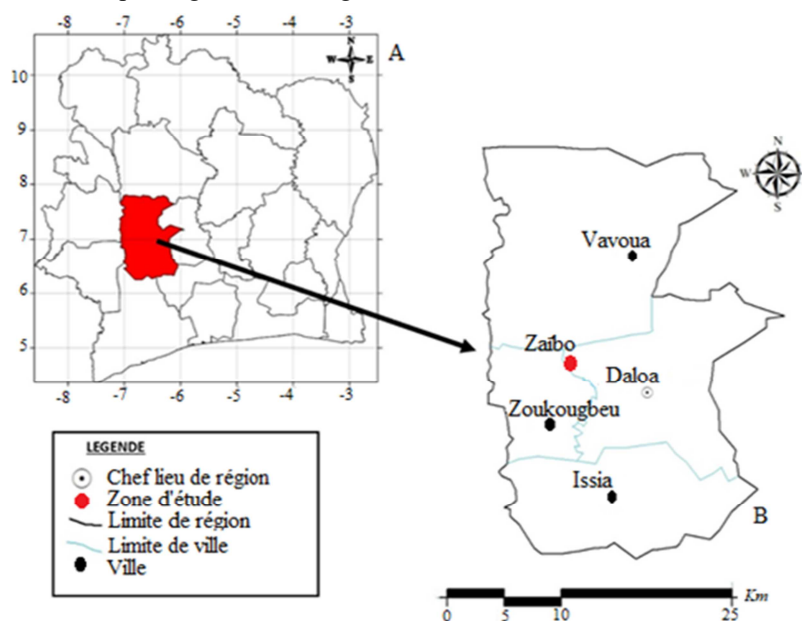 -8 -7 -6 -5 -4 -3
N
W E
S
A
10
9
8
7
6
5
-8 -7 -6 -5 -4 -3
N
W E
S
Vavoua
Zaïbo
Daloa
Zoukougbeu
Issia
B
LEGENDE
Chef lieu de région
Zone d'étude
Limite de région
Limite de ville
Ville
Km
0 5 10 25